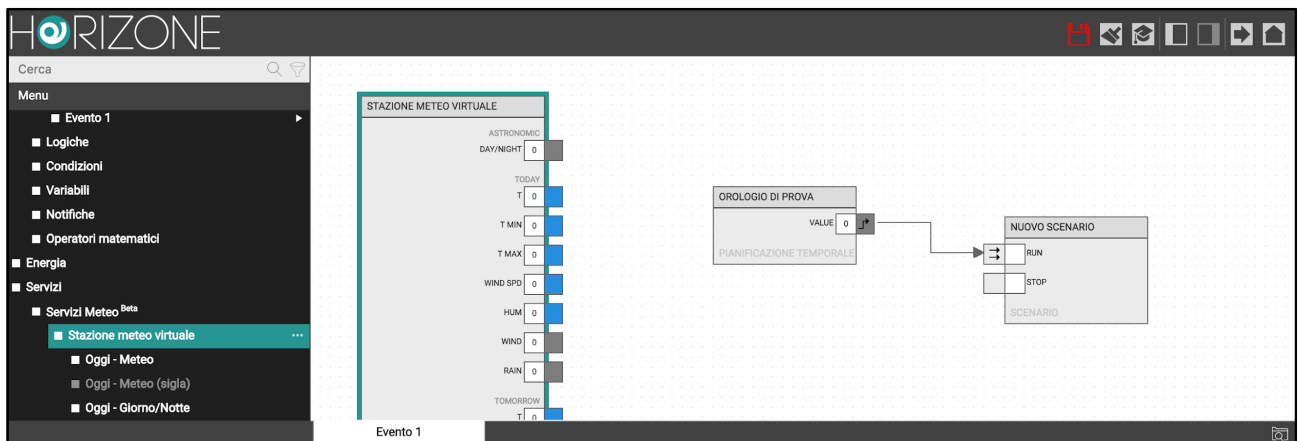 HORIZONE
Cerca
Menu
Evento 1
Logiche
Condizioni
Variabili
Notifiche
Operatori matematici
Energia
Servizi
Servizi Meteo Beta
Stazione meteo virtuale
Oggi - Meteo
Oggi - Meteo (sigla)
Oggi - Giorno/Notte
STAZIONE METEO VIRTUALE
ASTRONOMIC
DAY/NIGHT 0
TODAY
T 0
T MIN 0
T MAX 0
WIND SPD 0
HUM 0
WIND 0
RAIN 0
TOMORROW
T 0
OROLOGIO DI PROVA
VALUE 0
PIANIFICAZIONE TEMPORALE
NUOVO SCENARIO
RUN
STOP
SCENARIO
Evento 1